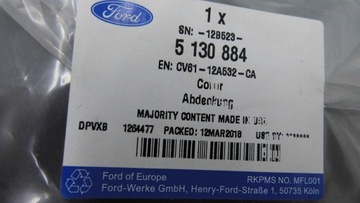 Ford
1 x
SN: -12B523-
5 130 884
EN: CV61-12A532-CA
Cover
Abdeckung
MAJORITY CONTENT MADE IN
DPVXB 1264477 PACKED: 12MAR2018
Ford of Europe
RKPMS NO. MFL001
Ford-Werke GmbH, Henry-Ford-Straße 1, 50735 Köln